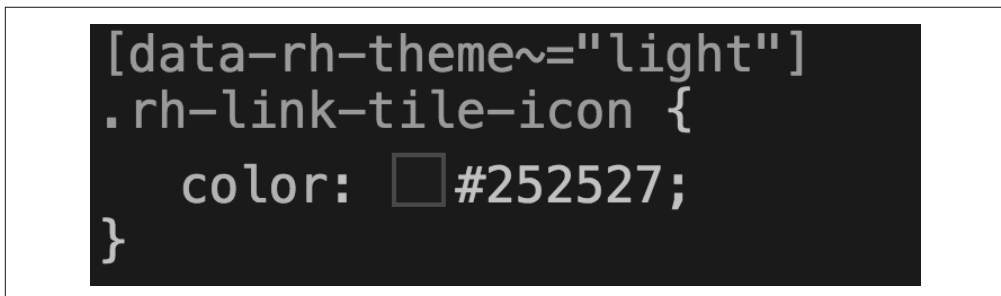 [data-rh-theme~="light"]
.rh-link-tile-icon {
color: #252527;
}